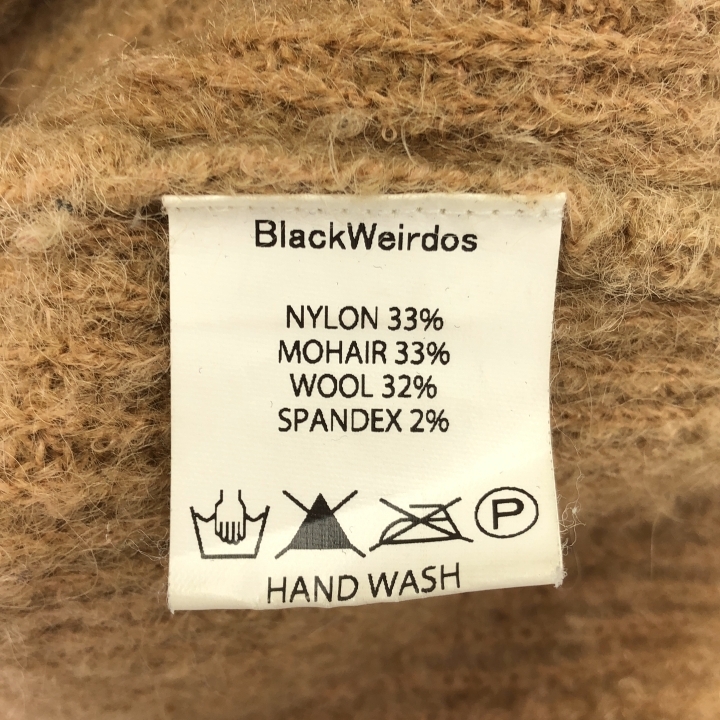 BlackWeirdos
NYLON 33%
MOHAIR 33%
WOOL 32%
SPANDEX 2%
P
HAND WASH